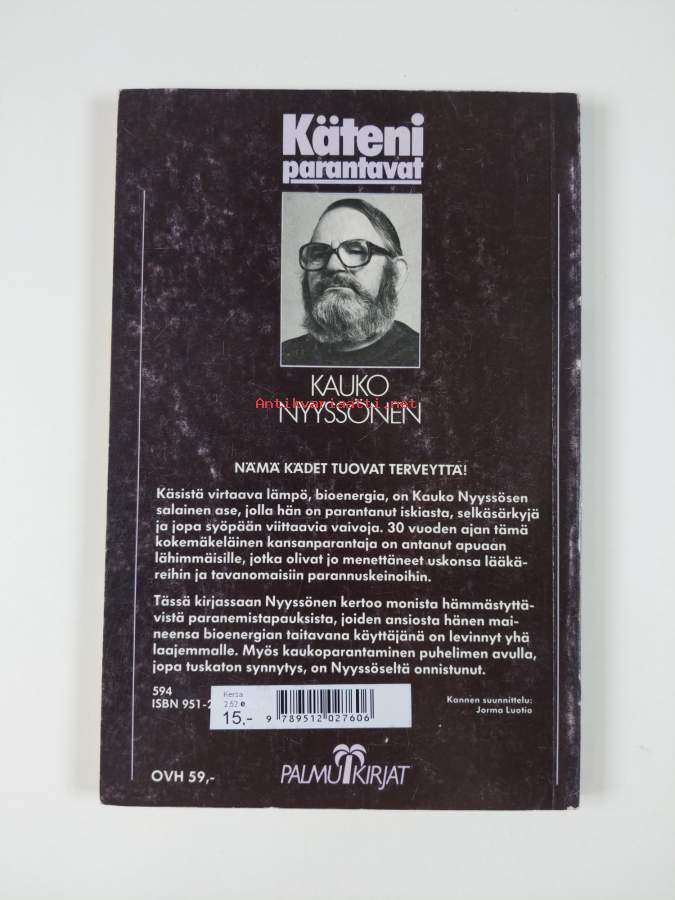 Käteni
parantavat
KAUKO
Antikvariaatti.net
NYYSSÖNEN
NÄMÄ KÄDET TUOVAT TERVEYTTÄ!
Käsistä virtaava lämpö, bioenergia, on Kauko Nyyssösen
salainen ase, jolla hän on parantanut iskiasta, selkäsärkyjä
ja jopa syöpään viittaavia vaivoja. 30 vuoden ajan tämä
kokemäkeläinen kansanparantaja on antanut apuaan
lähimmäisille, jotka olivat jo menettäneet uskonsa lääkä-
reihin ja tavanomaisiin parannuskeinoihin.
Tässä kirjassaan Nyyssönen kertoo monista hämmästyttä-
vistä paranemistapauksista, joiden ansiosta hänen mai-
neensa bioenergian taitavana käyttäjänä on levinnyt yhä
laajemmalle. Myös kaukoparantaminen puhelimen avulla,
jopa tuskaton synnytys, on Nyyssöseltä onnistunut.
594
ISBN 951-2
Kersa
2.52 e
15,-
9 789512 027606
Kannen suunnittelu:
Jorma Luotio
OVH 59,-
PALMUKIRJAT